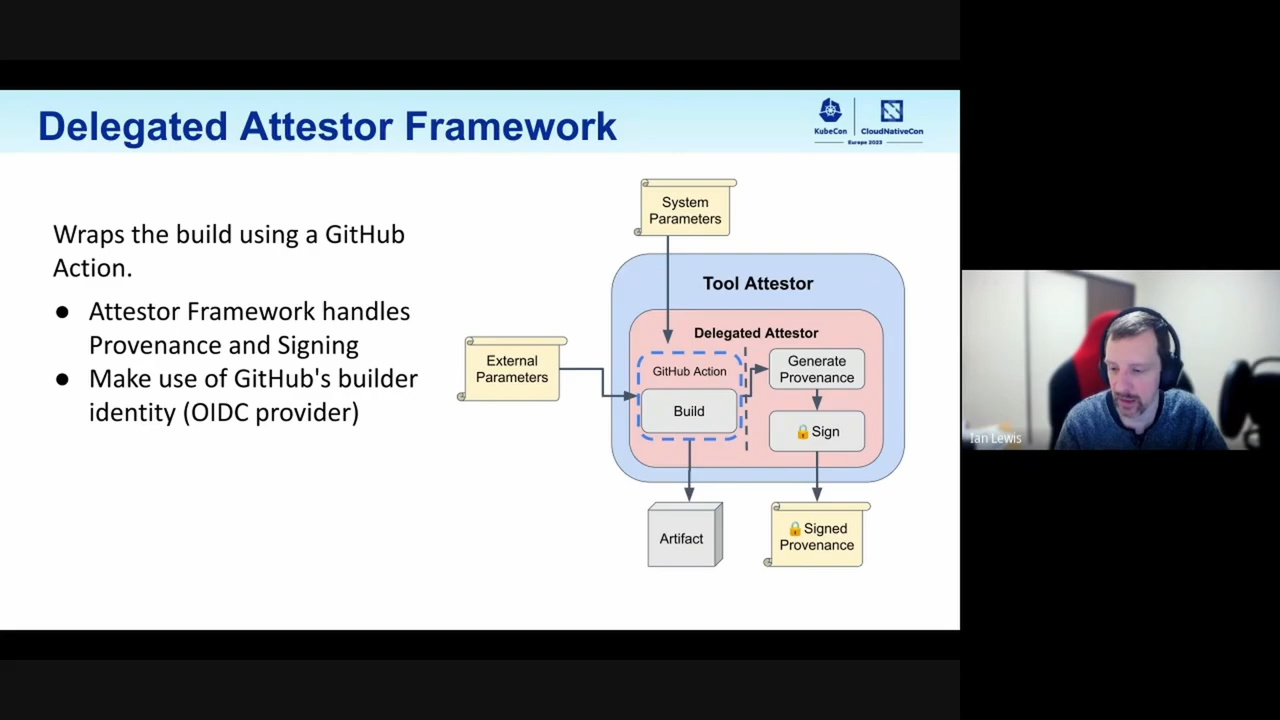 Delegated Attestor Framework
KubeCon
CloudNativeCon
Europe 2023
Wraps the build using a GitHub
Action.
● Attestor Framework handles
Provenance and Signing
● Make use of GitHub's builder
identity (OIDC provider)
System
Parameters
Tool Attestor
Delegated Attestor
External
Parameters
GitHub Action
Build
Generate
Provenance
🔒Sign
Artifact
🔒Signed
Provenance
Ian Lewis